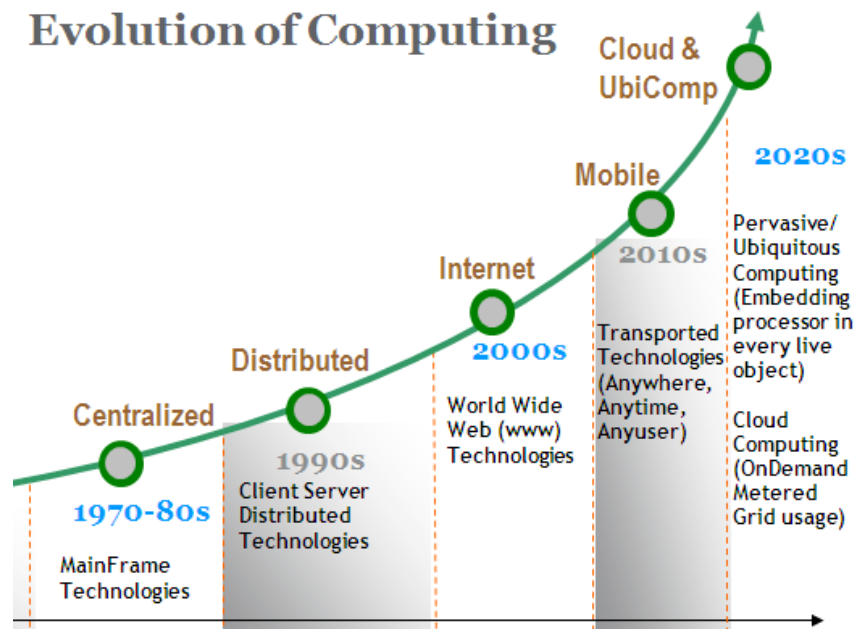 Evolution of Computing
Centralized
1970-80s
MainFrame
Technologies
Distributed
1990s
Client Server
Distributed
Technologies
Internet
2000s
World Wide
Web (www)
Technologies
Mobile
2010s
Transported
Technologies
(Anywhere,
Anytime,
Anyuser)
Cloud &
UbiComp
2020s
Pervasive/
Ubiquitous
Computing
(Embedding
processor in
every live
object)
Cloud
Computing
(OnDemand
Metered
Grid usage)